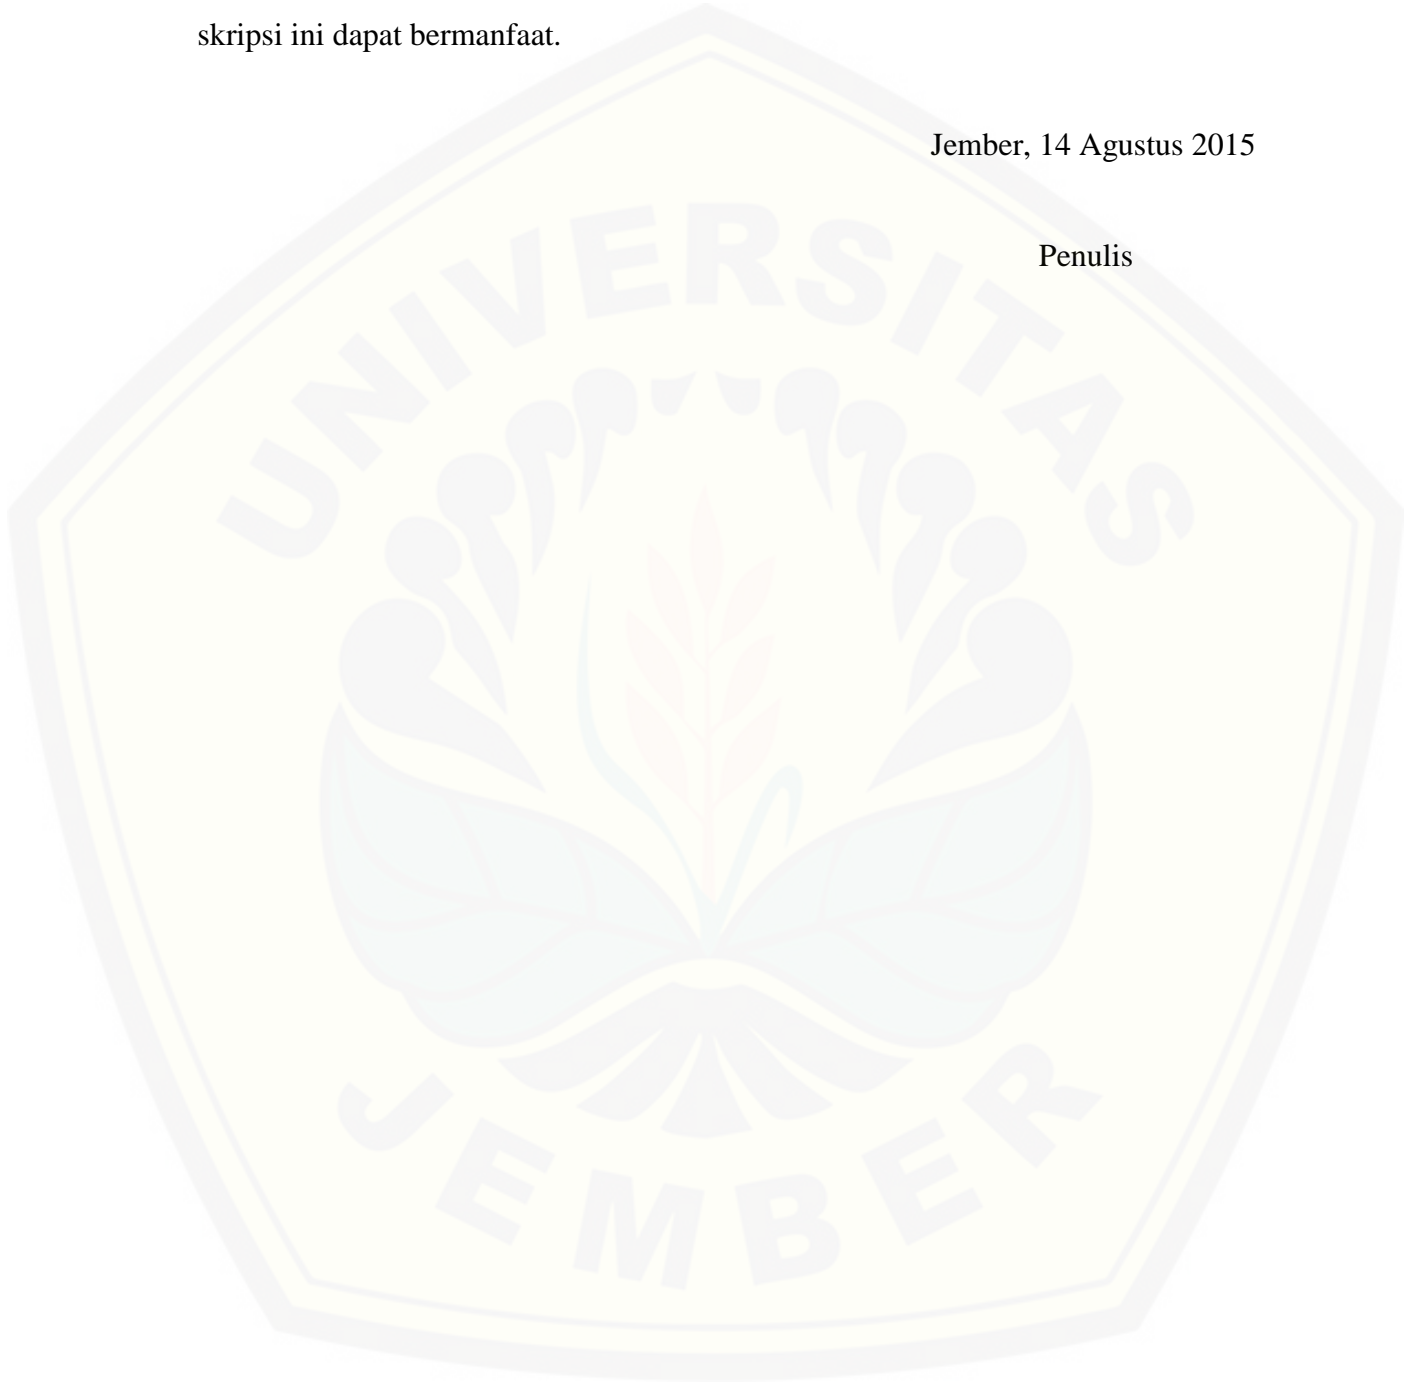 skripsi ini dapat bermanfaat.
Jember, 14 Agustus 2015
Penulis
UNIVERSITAS
JEMBER